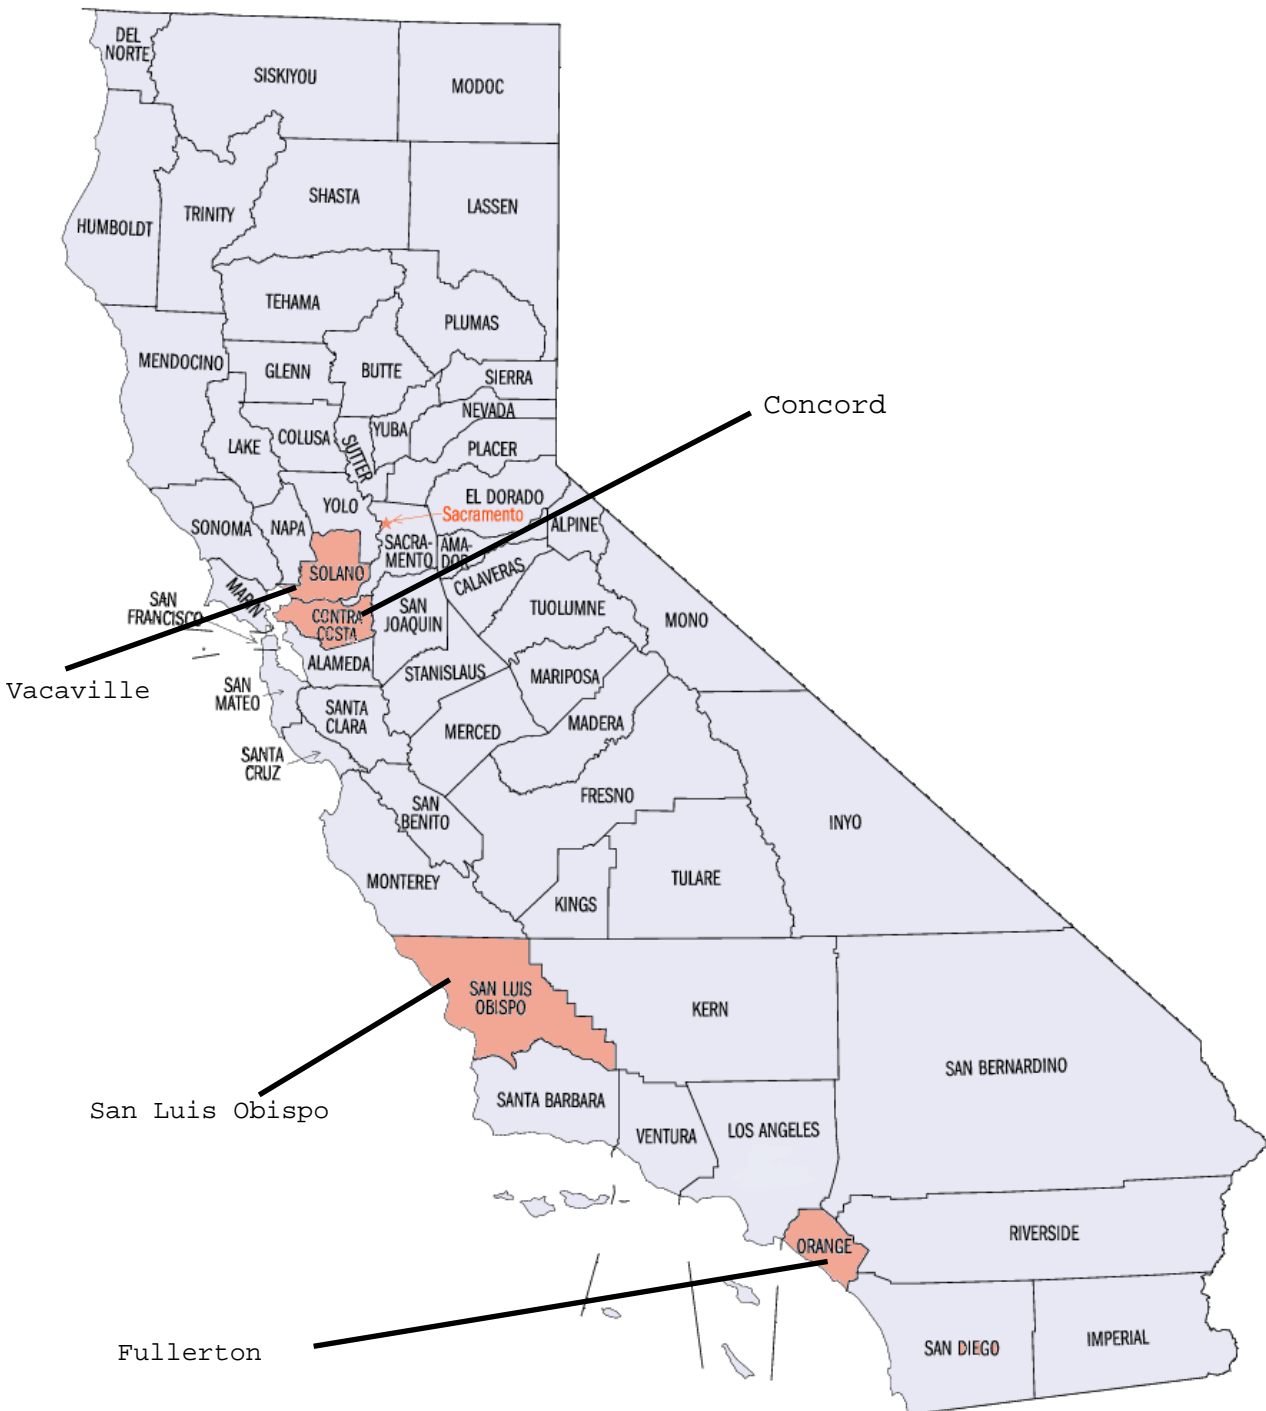 DEL
NORTE
SISKIYOU
MODOC
HUMBOLDT
TRINITY
SHASTA
LASSEN
TEHAMA
PLUMAS
MENDOCINO
GLENN
BUTTE
SIERRA
NEVADA
Concord
LAKE
COLUSA
SUTTER
YUBA
PLACER
SONOMA
NAPA
YOLO
EL DORADO
Sacramento
ALPINE
SACRA-
MENTO
AMA-
DOR
SOLANO
CALAVERAS
MARIN
SAN
FRANCISCO
CONTRA
COSTA
SAN
JOAQUIN
TUOLUMNE
MONO
Vacaville
ALAMEDA
STANISLAUS
MARIPOSA
SAN
MATEO
SANTA
CLARA
MERCED
MADERA
SANTA
CRUZ
SAN
BENITO
FRESNO
INYO
MONTEREY
KINGS
TULARE
SAN LUIS
OBISPO
KERN
SAN BERNARDINO
San Luis Obispo
SANTA BARBARA
VENTURA
LOS ANGELES
ORANGE
RIVERSIDE
Fullerton
SAN DIEGO
IMPERIAL